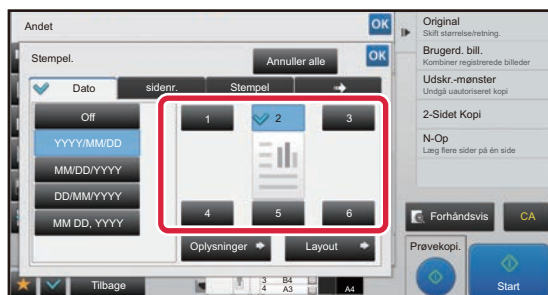 Andet
OK
Stempel.
Annuller alle
OK
Dato
sidenr.
Stempel
Off
YYYY/MM/DD
MM/DD/YYYY
DD/MM/YYYY
MM DD, YYYY
1
2
3
4
5
6
Oplysninger
Layout
Tilbage
3 B4
4 A3
A4
Original
Skift størrelse/retning.
Brugerd. bill.
Kombiner registrerede billeder
Udskr.-mønster
Undgå uautoriseret kopi
2-Sidet Kopi
N-Op
Læg flere sider på én side
Forhåndsvis
CA
Prøvekopi.
Start